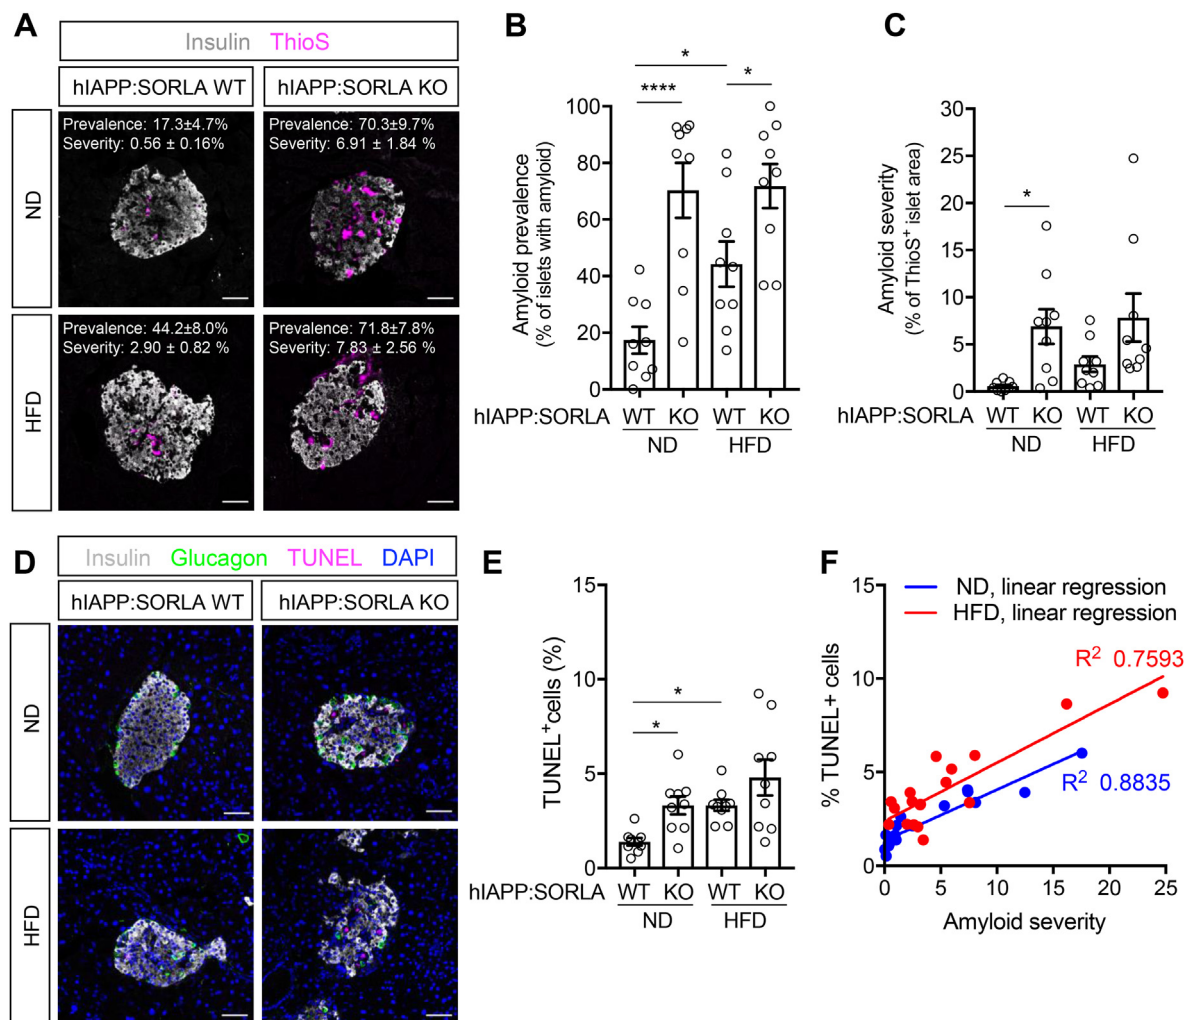 A
Insulin ThioS
hIAPP:SORLA WT
hIAPP:SORLA KO
ND
Prevalence: 17.3±4.7%
Severity: 0.56 ± 0.16%
Prevalence: 70.3±9.7%
Severity: 6.91 ± 1.84 %
HFD
Prevalence: 44.2±8.0%
Severity: 2.90 ± 0.82 %
Prevalence: 71.8±7.8%
Severity: 7.83 ± 2.56 %
B
Amyloid prevalence
(% of islets with amyloid)
100
80
60
40
20
0
****
*
*
hIAPP:SORLA WT KO WT KO
ND HFD
C
Amyloid severity
(% of ThioS+ islet area)
30
25
20
15
10
5
0
*
hIAPP:SORLA WT KO WT KO
ND HFD
D
Insulin Glucagon TUNEL DAPI
hIAPP:SORLA WT
hIAPP:SORLA KO
ND
HFD
E
TUNEL+cells (%)
15
10
5
0
*
*
hIAPP:SORLA WT KO WT KO
ND HFD
F
% TUNEL+ cells
15
10
5
0
ND, linear regression
HFD, linear regression
R2 0.7593
R2 0.8835
0 5 10 15 20 25
Amyloid severity